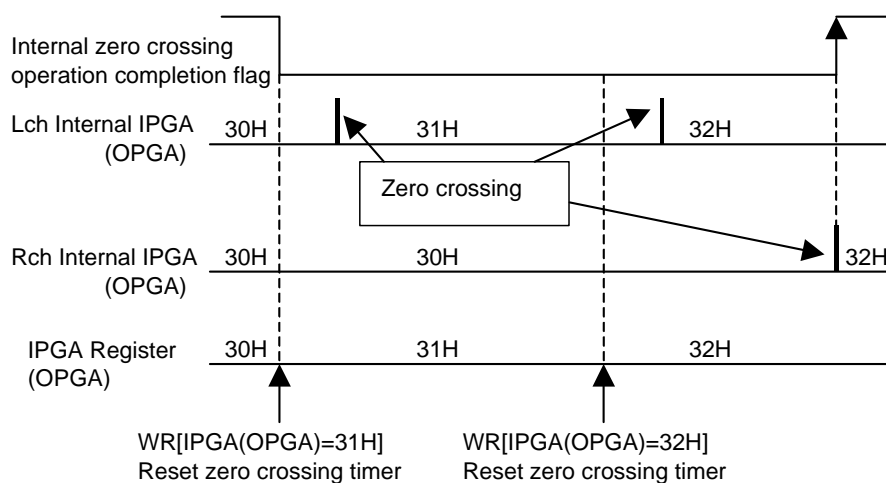 Internal zero crossing
operation completion flag
Lch Internal IPGA
(OPGA)
30H
31H
32H
Zero crossing
Rch Internal IPGA
(OPGA)
30H
30H
32H
IPGA Register
(OPGA)
30H
31H
32H
WR[IPGA(OPGA)=31H]
Reset zero crossing timer
WR[IPGA(OPGA)=32H]
Reset zero crossing timer